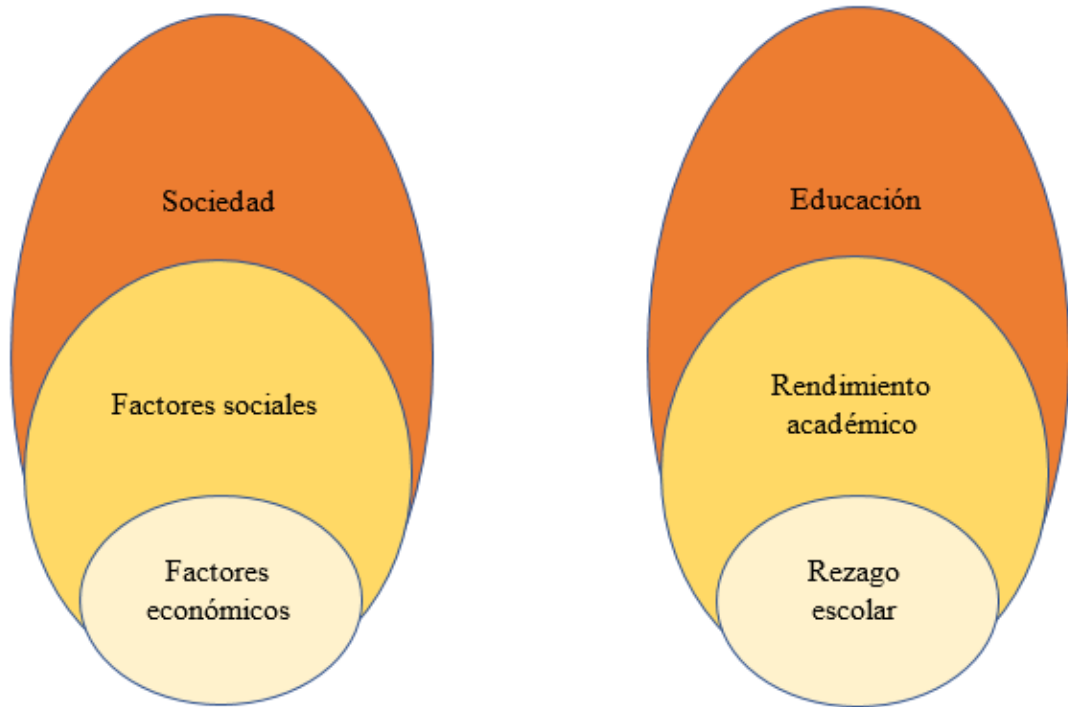 Sociedad
Factores sociales
Factores
económicos
Educación
Rendimiento
académico
Rezago
escolar